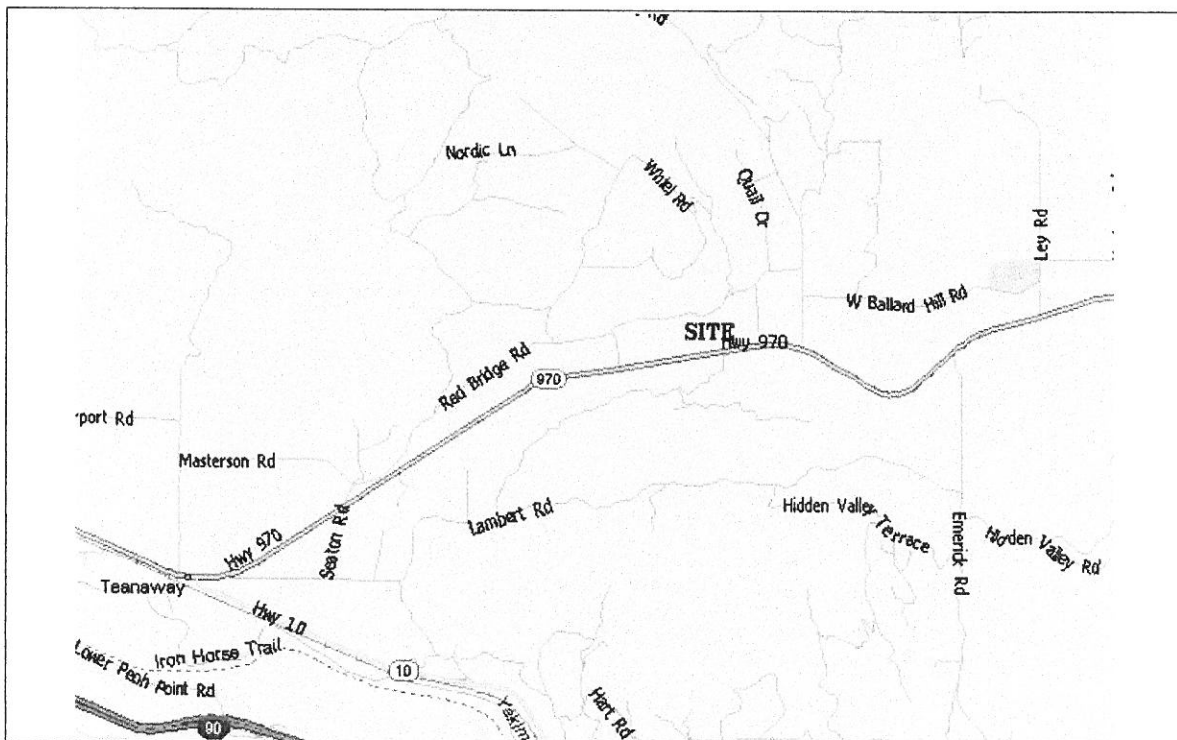 Nordic Ln
Whitel Rd
Quail Cr
Ley Rd
W Ballard Hill Rd
SITE
Hwy 970
Red Bridge Rd
970
rport Rd
Masterson Rd
Seaton Rd
Lambert Rd
Hidden Valley Terrace
Emerick Rd
Hidden Valley Rd
Hwy 970
Teanaway
Hwy 10
Iron Horse Trail
Lower Peoh Point Rd
10
Yakim
Hart Rd
90